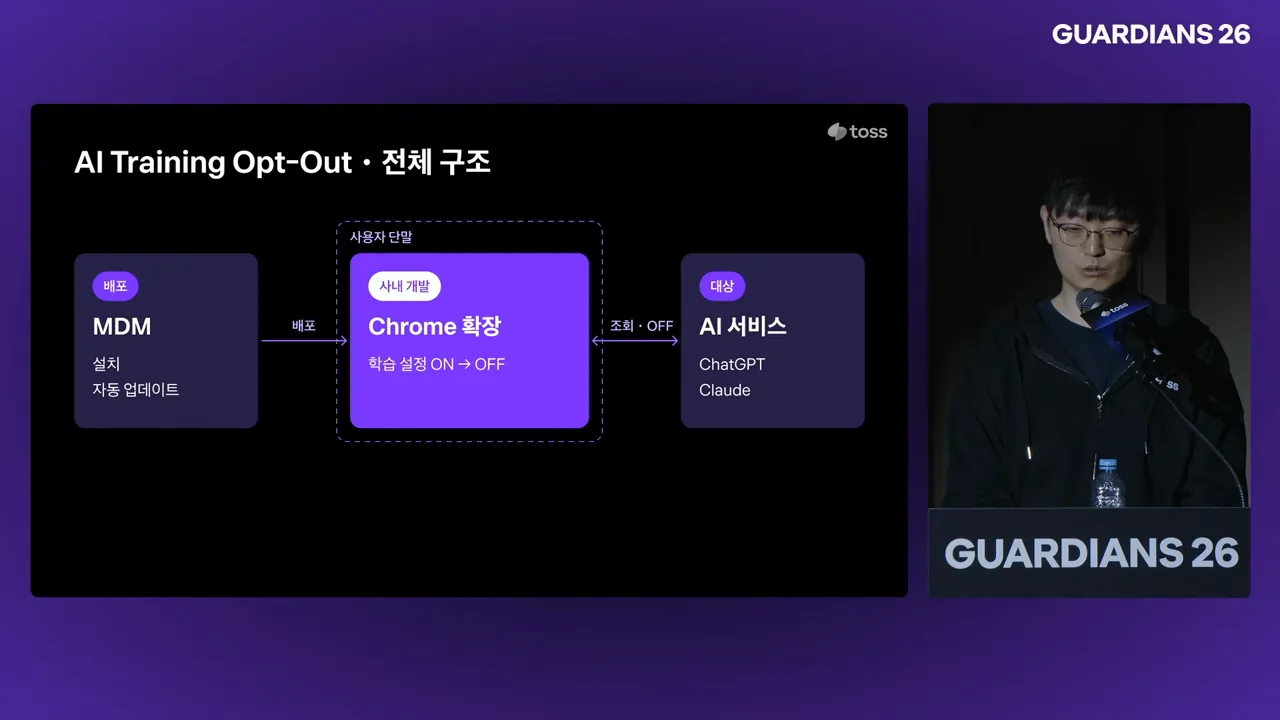 GUARDIANS 26
toss
AI Training Opt-Out · 전체 구조
사용자 단말
배포
MDM
설치
자동 업데이트
배포
사내 개발
Chrome 확장
학습 설정 ON → OFF
조회 · OFF
대상
AI 서비스
ChatGPT
Claude
toss
GUARDIANS 26